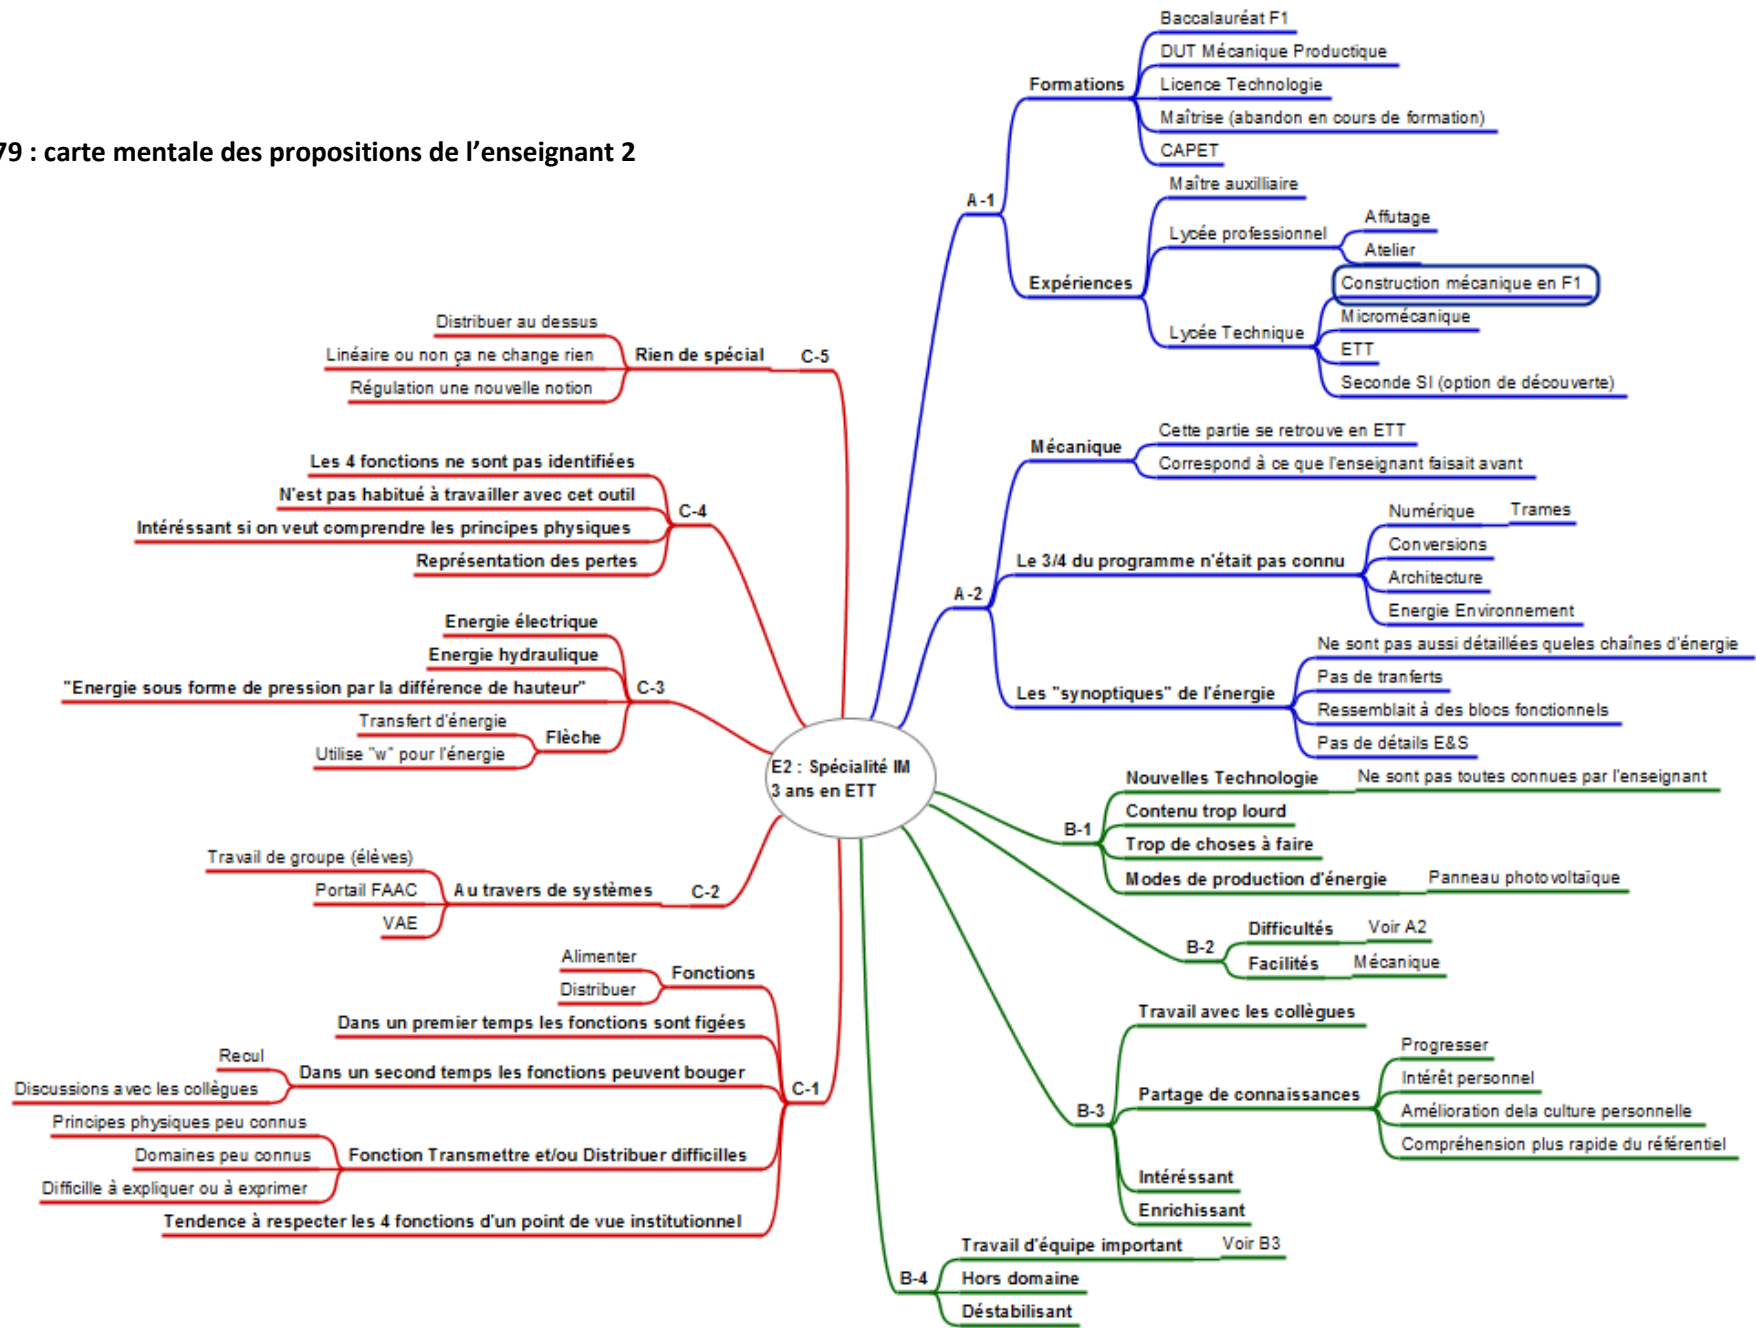 79 : carte mentale des propositions de l'enseignant 2
E2 : Spécialité IM
3 ans en ETT
A-1
Formations
Baccalauréat F1
DUT Mécanique Productique
Licence Technologie
Maîtrise (abandon en cours de formation)
CAPET
Expériences
Maître auxilliaire
Lycée professionnel
Affutage
Atelier
Lycée Technique
Construction mécanique en F1
Micromécanique
ETT
Seconde SI (option de découverte)
A-2
Mécanique
Cette partie se retrouve en ETT
Correspond à ce que l'enseignant faisait avant
Le 3/4 du programme n'était pas connu
Numérique
Trames
Conversions
Architecture
Energie Environnement
Les "synoptiques" de l'énergie
Ne sont pas aussi détaillées queles chaînes d'énergie
Pas de tranferts
Ressemblait à des blocs fonctionnels
Pas de détails E&S
B-1
Nouvelles Technologie
Ne sont pas toutes connues par l'enseignant
Contenu trop lourd
Trop de choses à faire
Modes de production d'énergie
Panneau photovoltaïque
B-2
Difficultés
Voir A2
Facilités
Mécanique
B-3
Travail avec les collègues
Partage de connaissances
Progresser
Intérêt personnel
Amélioration dela culture personnelle
Compréhension plus rapide du référentiel
Intéréssant
Enrichissant
B-4
Travail d'équipe important
Voir B3
Hors domaine
Déstabilisant
C-5
Rien de spécial
Distribuer au dessus
Linéaire ou non ça ne change rien
Régulation une nouvelle notion
C-4
Les 4 fonctions ne sont pas identifiées
N'est pas habitué à travailler avec cet outil
Intéréssant si on veut comprendre les principes physiques
Représentation des pertes
C-3
Energie électrique
Energie hydraulique
"Energie sous forme de pression par la différence de hauteur"
Flèche
Transfert d'énergie
Utilise "w" pour l'énergie
C-2
Au travers de systèmes
Travail de groupe (élèves)
Portail FAAC
VAE
C-1
Fonctions
Alimenter
Distribuer
Dans un premier temps les fonctions sont figées
Dans un second temps les fonctions peuvent bouger
Recul
Discussions avec les collègues
Fonction Transmettre et/ou Distribuer difficilles
Principes physiques peu connus
Domaines peu connus
Difficille à expliquer ou à exprimer
Tendence à respecter les 4 fonctions d'un point de vue institutionnel